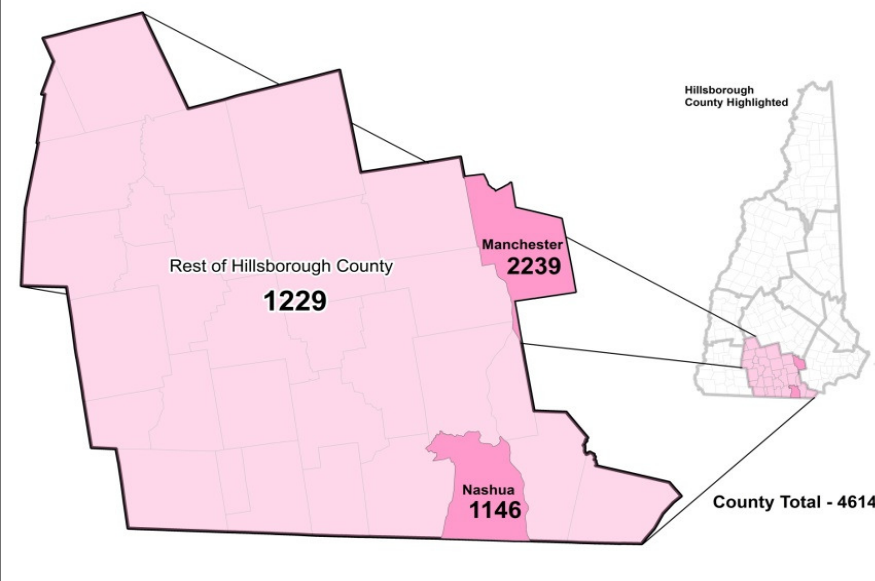 Hillsborough
County Highlighted
Manchester
2239
Rest of Hillsborough County
1229
Nashua
1146
County Total - 4614